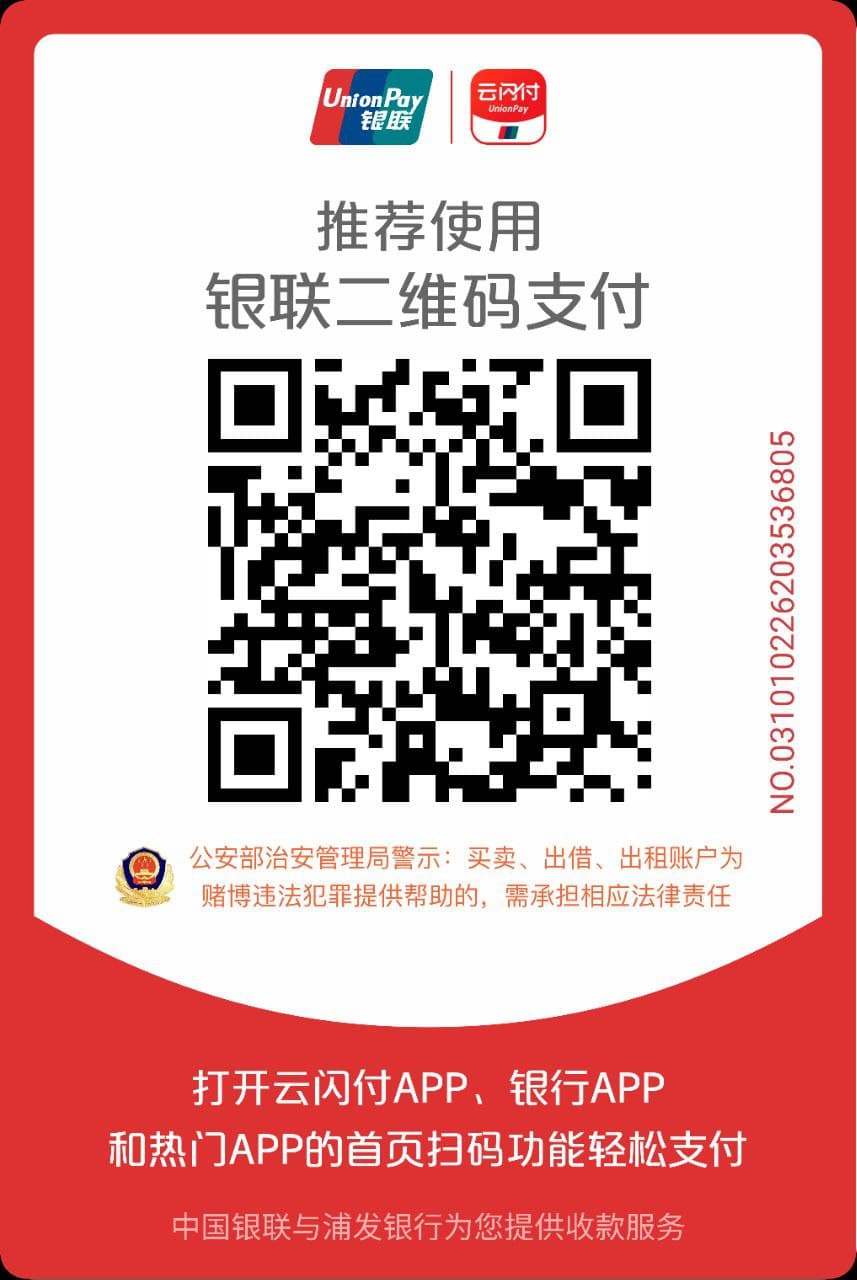 UnionPay
银联
云闪付
UnionPay
推荐使用
银联二维码支付
NO.0310102262203536805
公安部治安管理局警示：买卖、出借、出租账户为
赌博违法犯罪提供帮助的，需承担相应法律责任
打开云闪付APP、银行APP
和热门APP的首页扫码功能轻松支付
中国银联与浦发银行为您提供收款服务